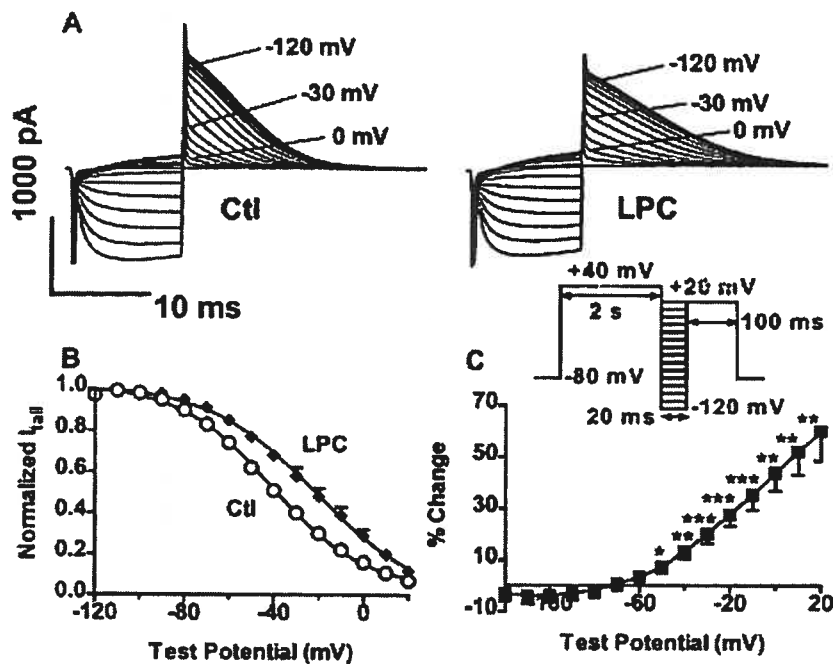 A
-120 mV
-30 mV
0 mV
1000 pA
Ctl
10 ms
-120 mV
-30 mV
0 mV
LPC
+40 mV
+20 mV
2 s
100 ms
-80 mV
20 ms
-120 mV
B
Normalized Itail
1.0
0.8
0.6
0.4
0.2
0.0
LPC
Ctl
-120
-80
-40
0
Test Potential (mV)
C
% Change
70
50
30
10
-10
* ** *** *** *** ** ** **
-100
-60
-20
20
Test Potential (mV)